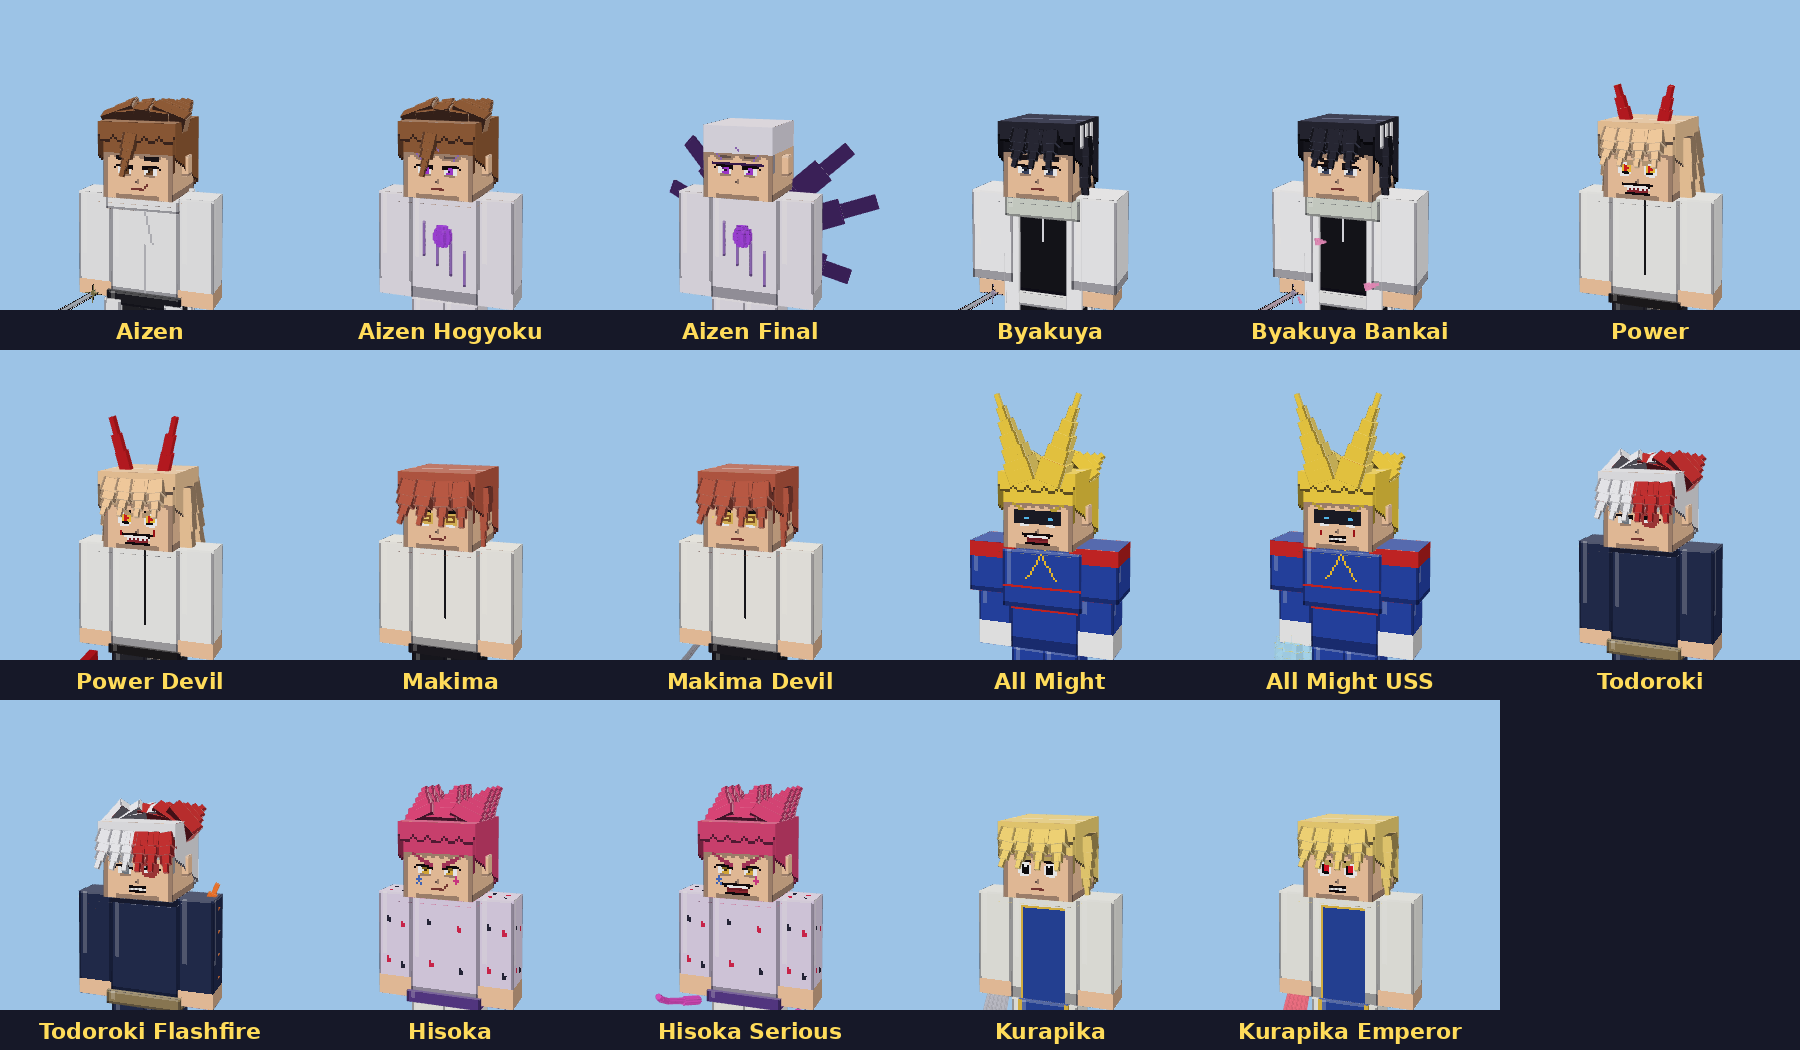 Aizen
Aizen Hogyoku
Aizen Final
Byakuya
Byakuya Bankai
Power
Power Devil
Makima
Makima Devil
All Might
All Might USS
Todoroki
Todoroki Flashfire
Hisoka
Hisoka Serious
Kurapika
Kurapika Emperor